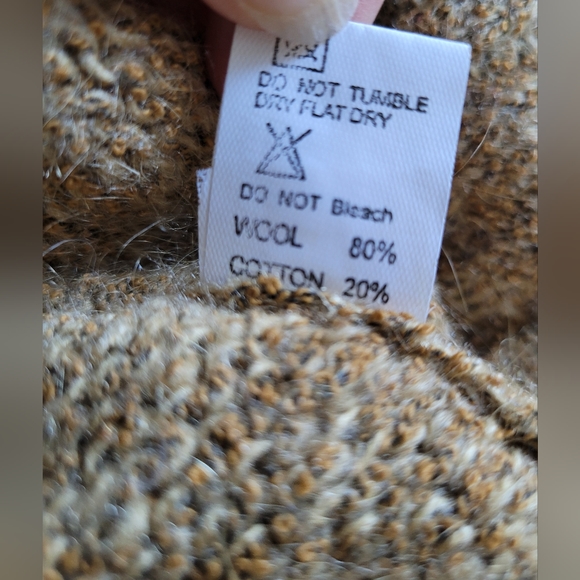 DO NOT TUMBLE
DRY FLAT DRY
DO NOT Bleach
WOOL 80%
COTTON 20%